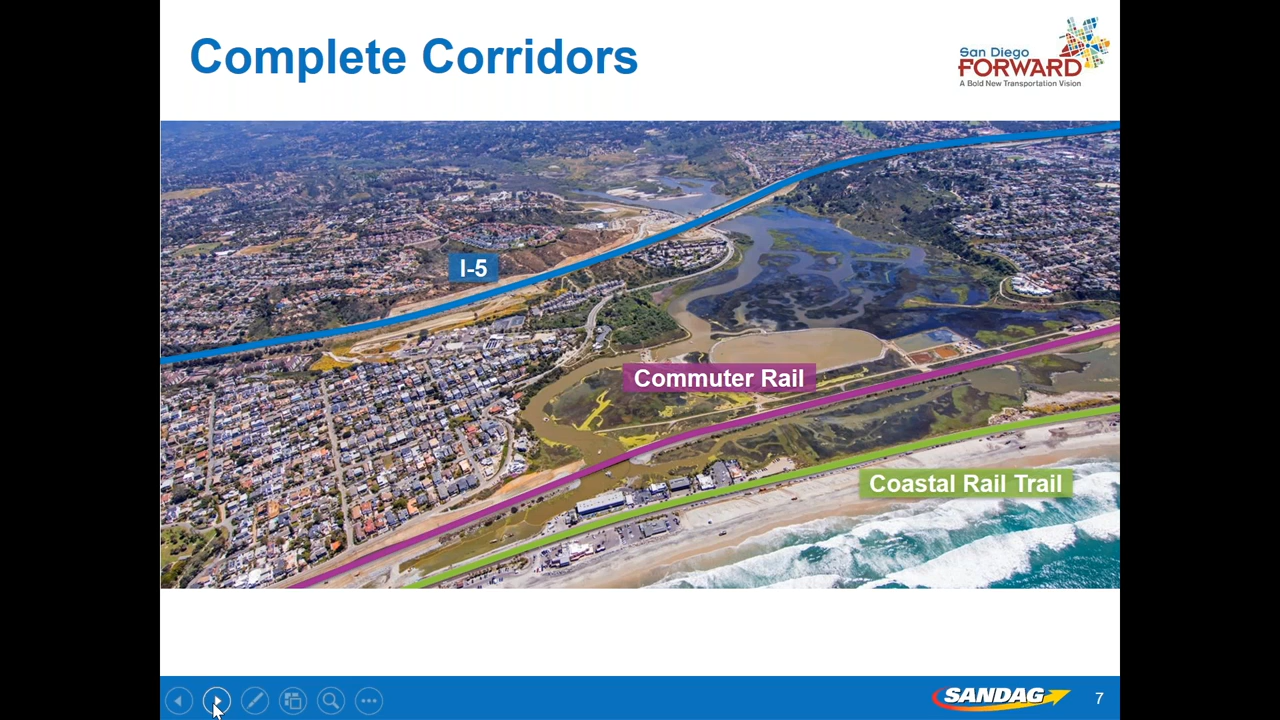 Complete Corridors
San Diego
FORWARD
A Bold New Transportation Vision
I-5
Commuter Rail
Coastal Rail Trail
SANDAG
7